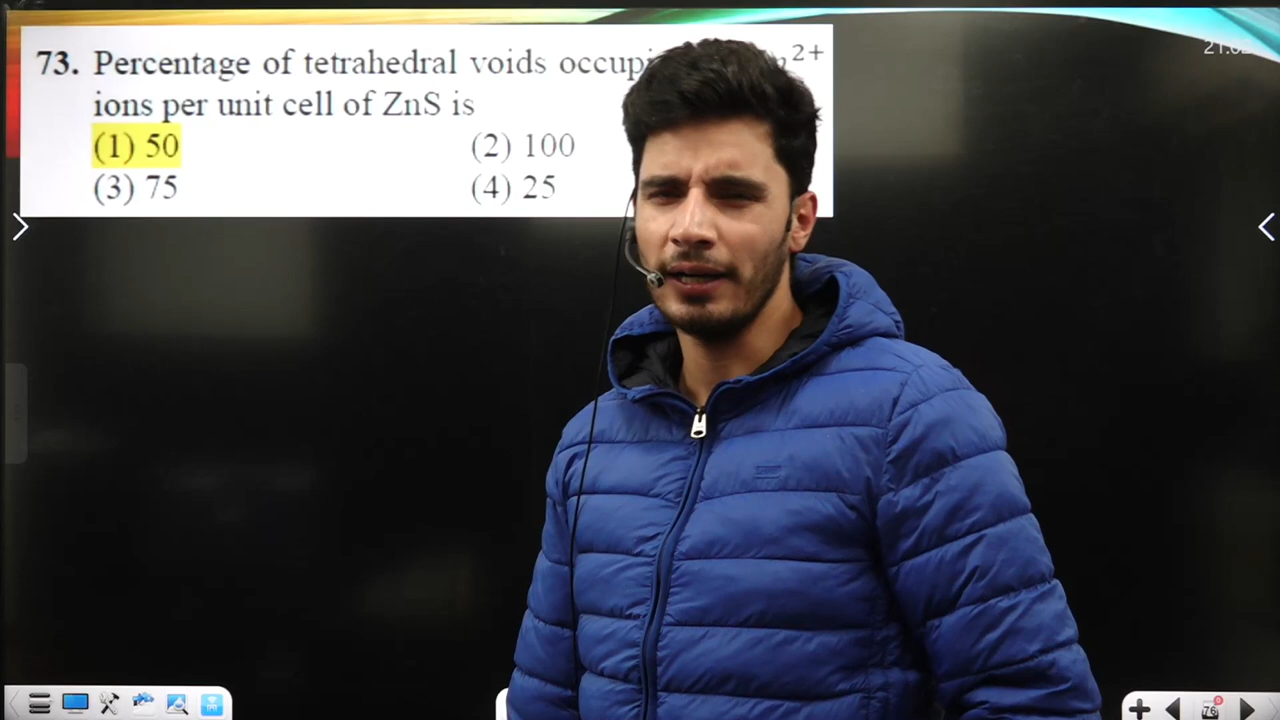 73. Percentage of tetrahedral voids 2+
ions per unit cell of ZnS is
(1) 50 (2) 100
(3) 75 (4) 25
76